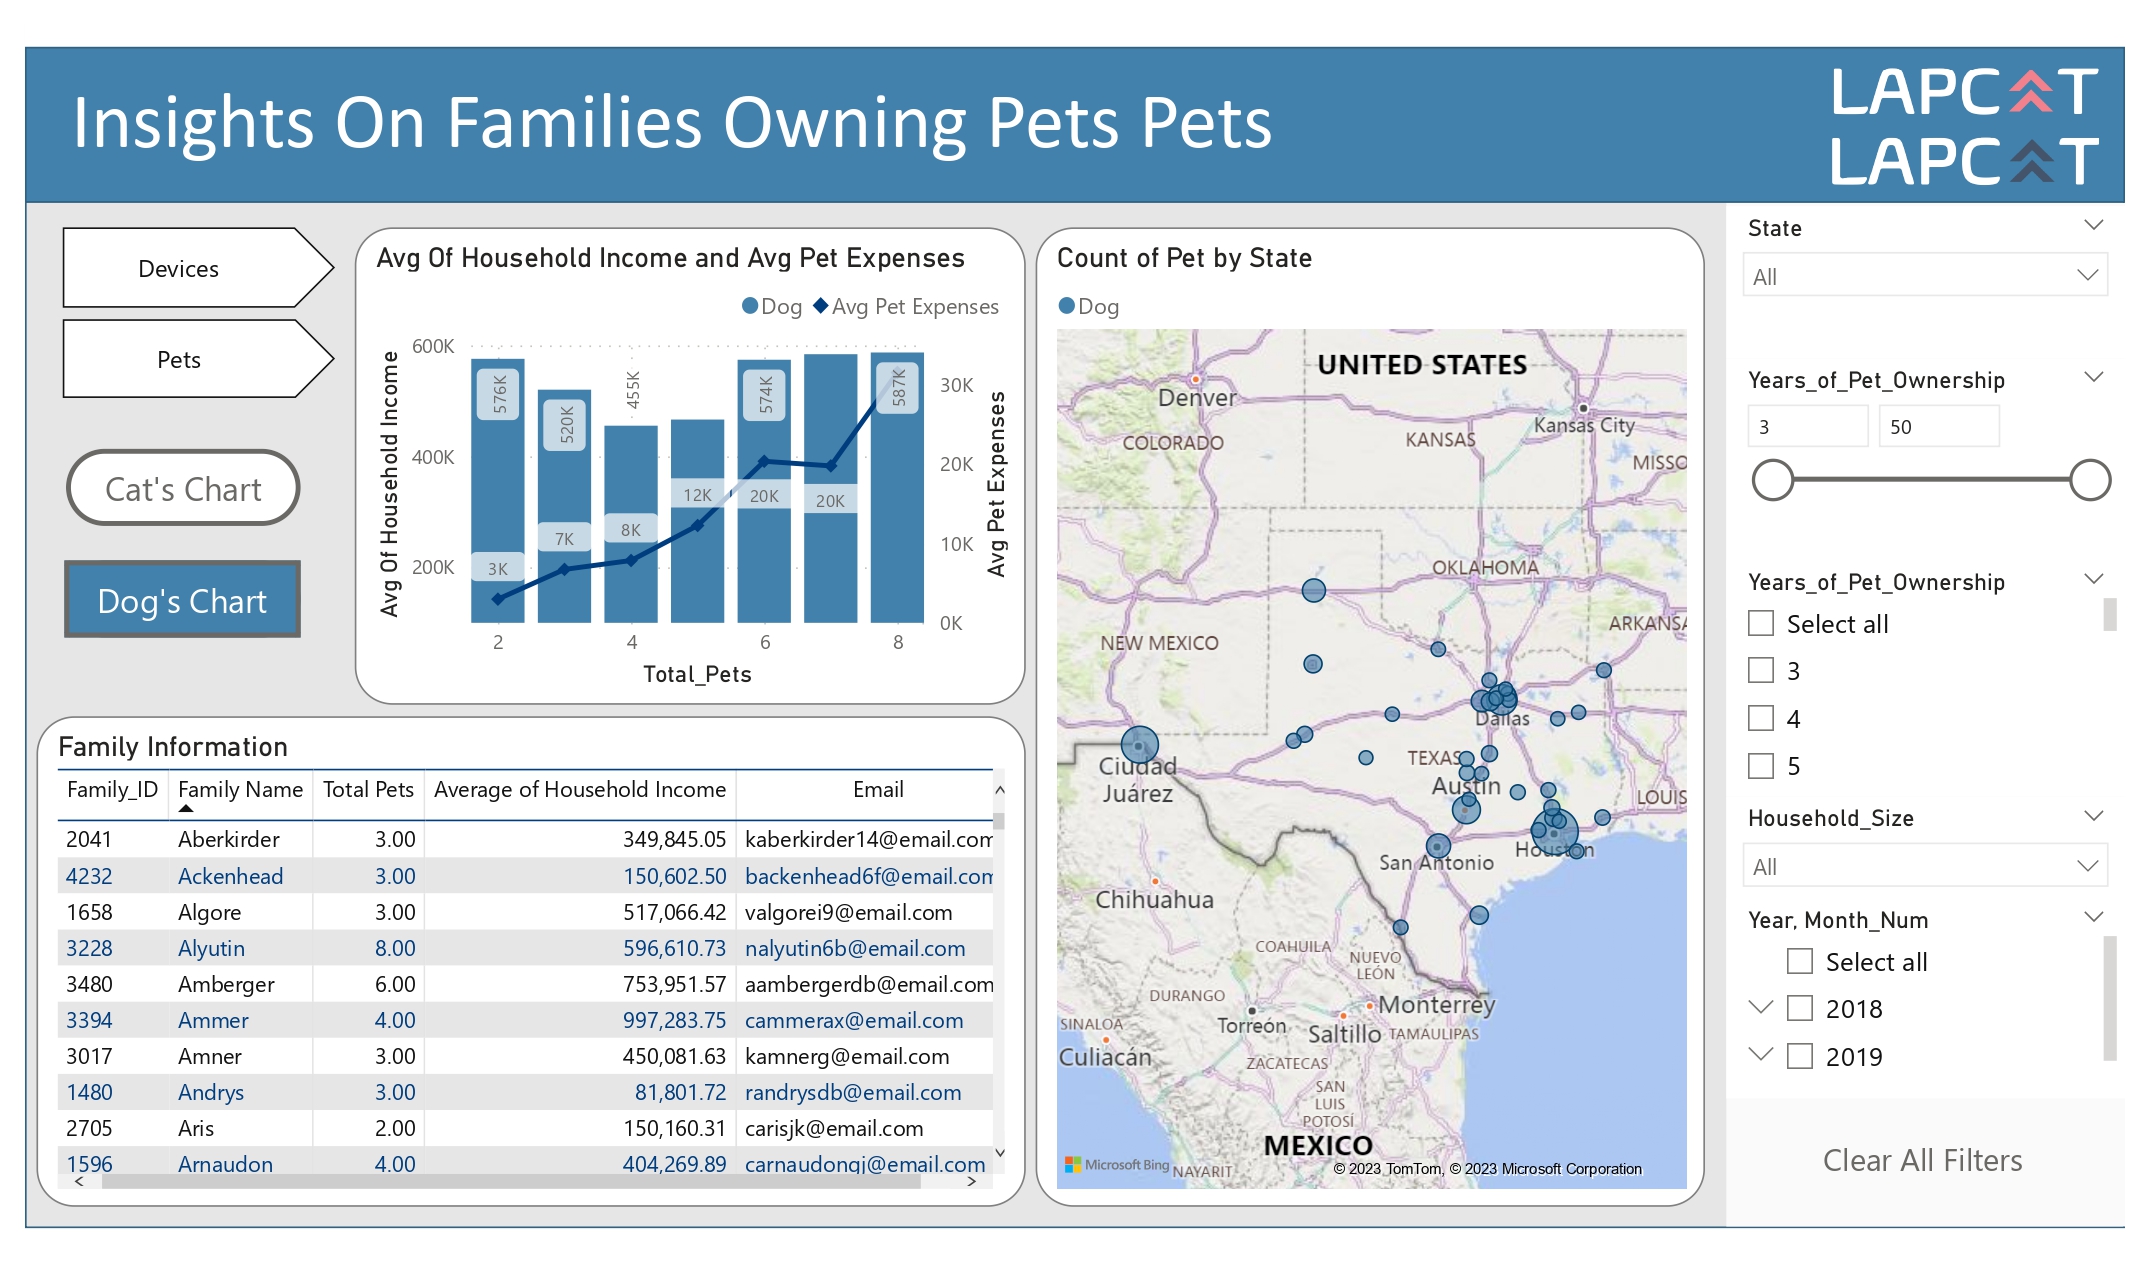 Insights On Families Owning Pets Pets
LAPC T
LAPC T
Devices
Pets
Cat's Chart
Dog's Chart
Avg Of Household Income and Avg Pet Expenses
Dog Avg Pet Expenses
Avg Of Household Income
600K
400K
200K
576K
520K
455K
574K
587K
3K
7K
8K
12K
20K
20K
30K
20K
10K
0K
Avg Pet Expenses
2 4 6 8
Total_Pets
Family Information
Family_ID Family Name Total Pets Average of Household Income Email
2041 Aberkirder 3.00 349,845.05 kaberkirder14@email.com
4232 Ackenhead 3.00 150,602.50 backenhead6f@email.com
1658 Algore 3.00 517,066.42 valgorei9@email.com
3228 Alyutin 8.00 596,610.73 nalyutin6b@email.com
3480 Amberger 6.00 753,951.57 aambergerdb@email.com
3394 Ammer 4.00 997,283.75 cammerax@email.com
3017 Amner 3.00 450,081.63 kamnerg@email.com
1480 Andrys 3.00 81,801.72 randrysdb@email.com
2705 Aris 2.00 150,160.31 carisjk@email.com
1596 Arnaudon 4.00 404,269.89 carnaudonqj@email.com
Count of Pet by State
Dog
UNITED STATES
Denver
Kansas City
COLORADO
KANSAS
MISSO
OKLAHOMA
ARKANSA
NEW MEXICO
Dallas
TEXAS
Ciudad
Juárez
Austin
LOUIS
San Antonio
Houston
Chihuahua
COAHUILA
NUEVO
LEÓN
DURANGO
Monterrey
SINALOA
Torreón
Saltillo
TAMAULIPAS
Culiacán
ZACATECAS
SAN
LUIS
POTOSÍ
MEXICO
Microsoft Bing
NAYARIT
© 2023 TomTom, © 2023 Microsoft Corporation
State
All
Years_of_Pet_Ownership
3 50
Years_of_Pet_Ownership
Select all
3
4
5
Household_Size
All
Year, Month_Num
Select all
2018
2019
Clear All Filters